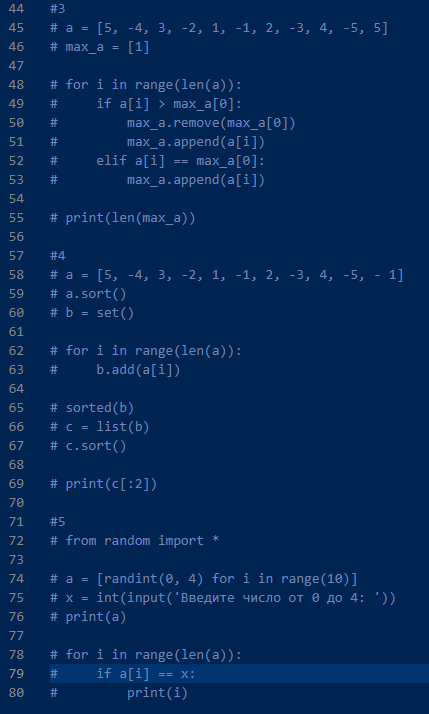 44 #3
45 # a = [5, -4, 3, -2, 1, -1, 2, -3, 4, -5, 5]
46 # max_a = [1]
47
48 # for i in range(len(a)):
49 #     if a[i] > max_a[0]:
50 #         max_a.remove(max_a[0])
51 #         max_a.append(a[i])
52 #     elif a[i] == max_a[0]:
53 #         max_a.append(a[i])
54
55 # print(len(max_a))
56
57 #4
58 # a = [5, -4, 3, -2, 1, -1, 2, -3, 4, -5, - 1]
59 # a.sort()
60 # b = set()
61
62 # for i in range(len(a)):
63 #     b.add(a[i])
64
65 # sorted(b)
66 # c = list(b)
67 # c.sort()
68
69 # print(c[:2])
70
71 #5
72 # from random import *
73
74 # a = [randint(0, 4) for i in range(10)]
75 # x = int(input('Введите число от 0 до 4: '))
76 # print(a)
77
78 # for i in range(len(a)):
79 #     if a[i] == x:
80 #         print(i)